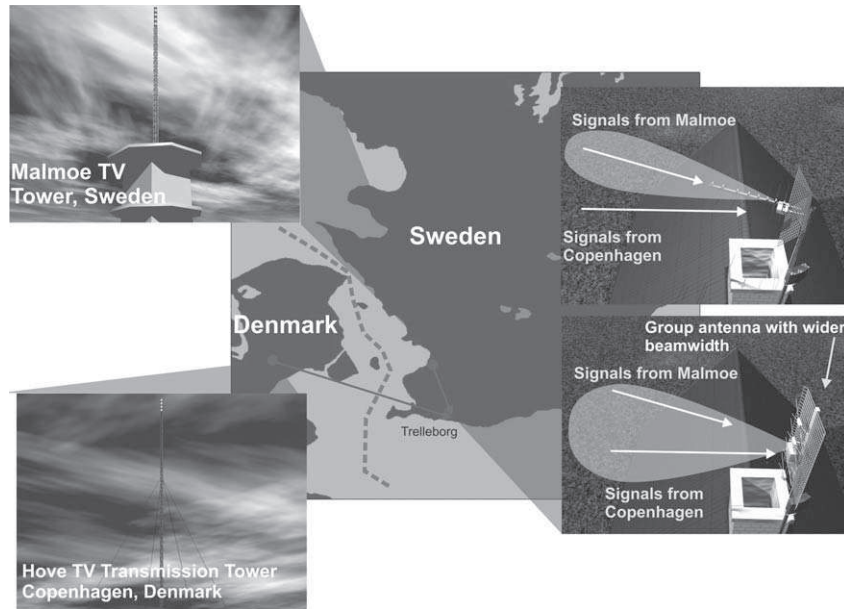 Malmoe TV
Tower, Sweden
Sweden
Denmark
Trelleborg
Hove TV Transmission Tower
Copenhagen, Denmark
Signals from Malmoe
Signals from
Copenhagen
Group antenna with wider
beamwidth
Signals from Malmoe
Signals from
Copenhagen